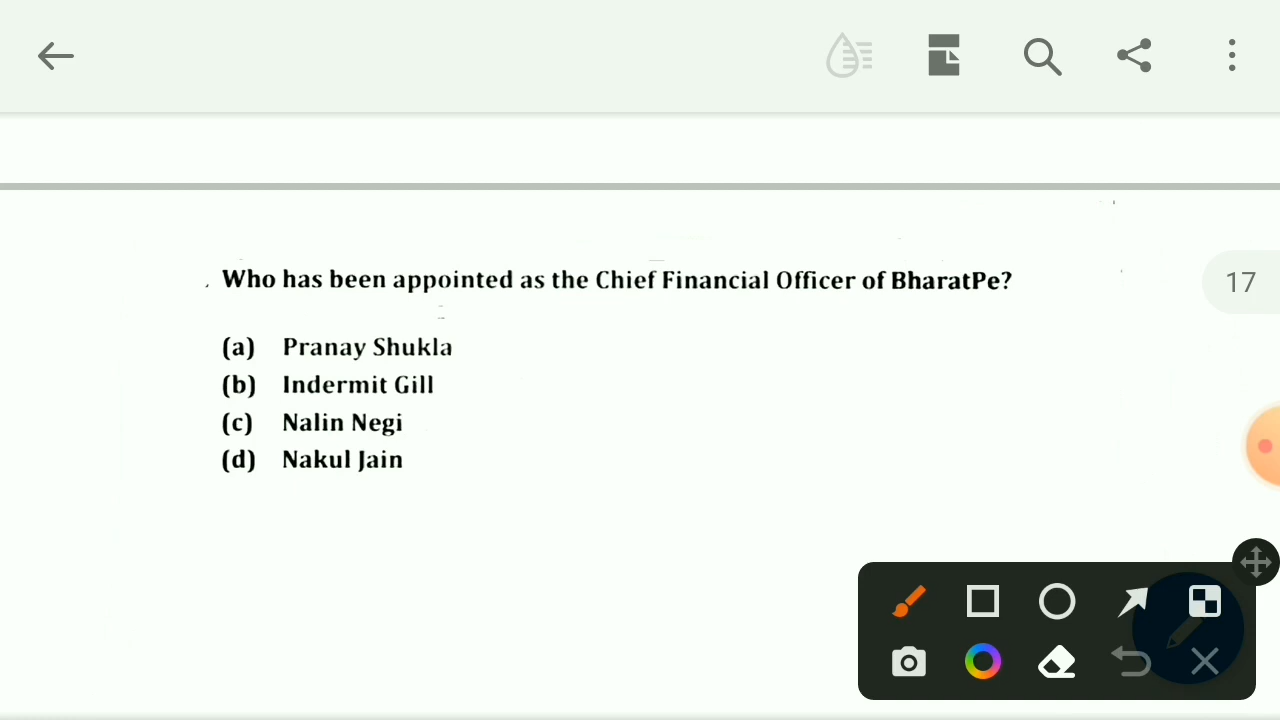 Who has been appointed as the Chief Financial Officer of BharatPe?
17
(a) Pranay Shukla
(b) Indermit Gill
(c) Nalin Negi
(d) Nakul Jain